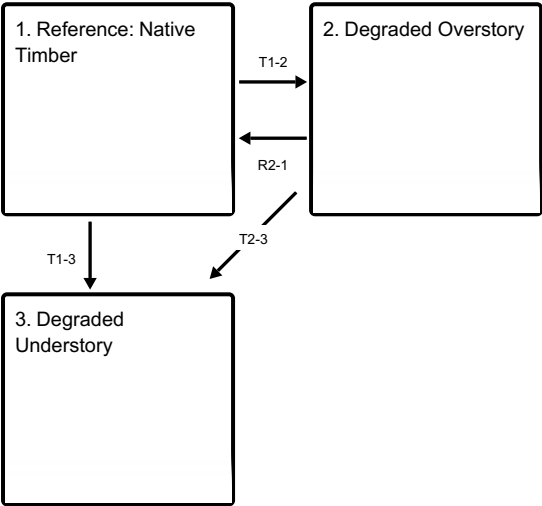 1. Reference: Native
Timber
2. Degraded Overstory
T1-2
R2-1
T2-3
T1-3
3. Degraded
Understory